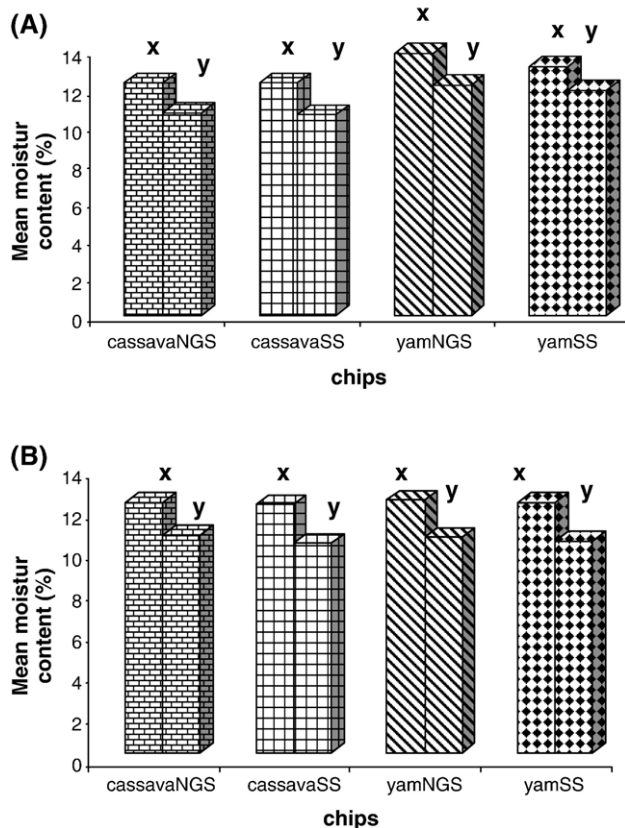 (A)
x y x y x y x y
14
12
10
8
6
4
2
0
Mean moistur
content (%)
cassavaNGS cassavaSS yamNGS yamSS
chips
(B)
x y x y x y x y
14
12
10
8
6
4
2
0
Mean moistur
content (%)
cassavaNGS cassavaSS yamNGS yamSS
chips